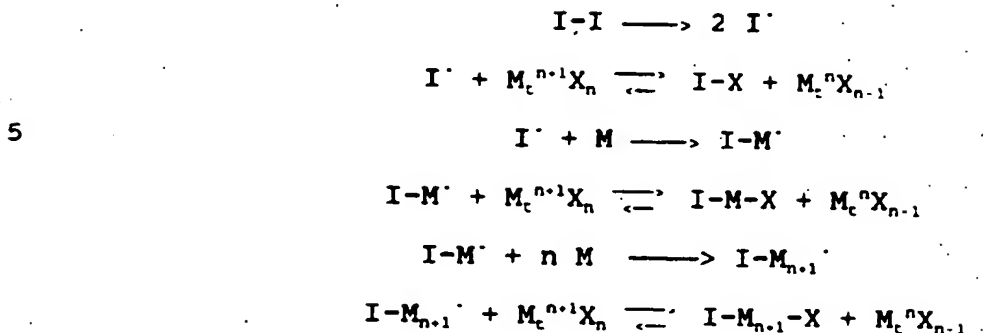 I-I ⟶ 2 I˙
I˙ + Mₜⁿ⁺¹Xₙ ⇌ I-X + MₜⁿXₙ₋₁
5
I˙ + M ⟶ I-M˙
I-M˙ + Mₜⁿ⁺¹Xₙ ⇌ I-M-X + MₜⁿXₙ₋₁
I-M˙ + n M ⟶ I-Mₙ₊₁˙
I-Mₙ₊₁˙ + Mₜⁿ⁺¹Xₙ ⇌ I-Mₙ₊₁-X + MₜⁿXₙ₋₁